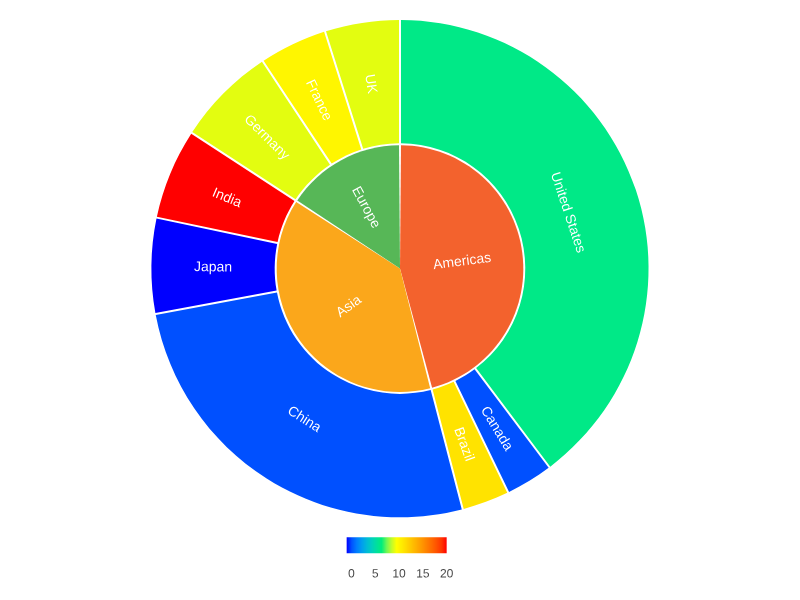 UK
France
Germany
India
Japan
China
Brazil
Canada
United States
Europe
Americas
Asia
0 5 10 15 20